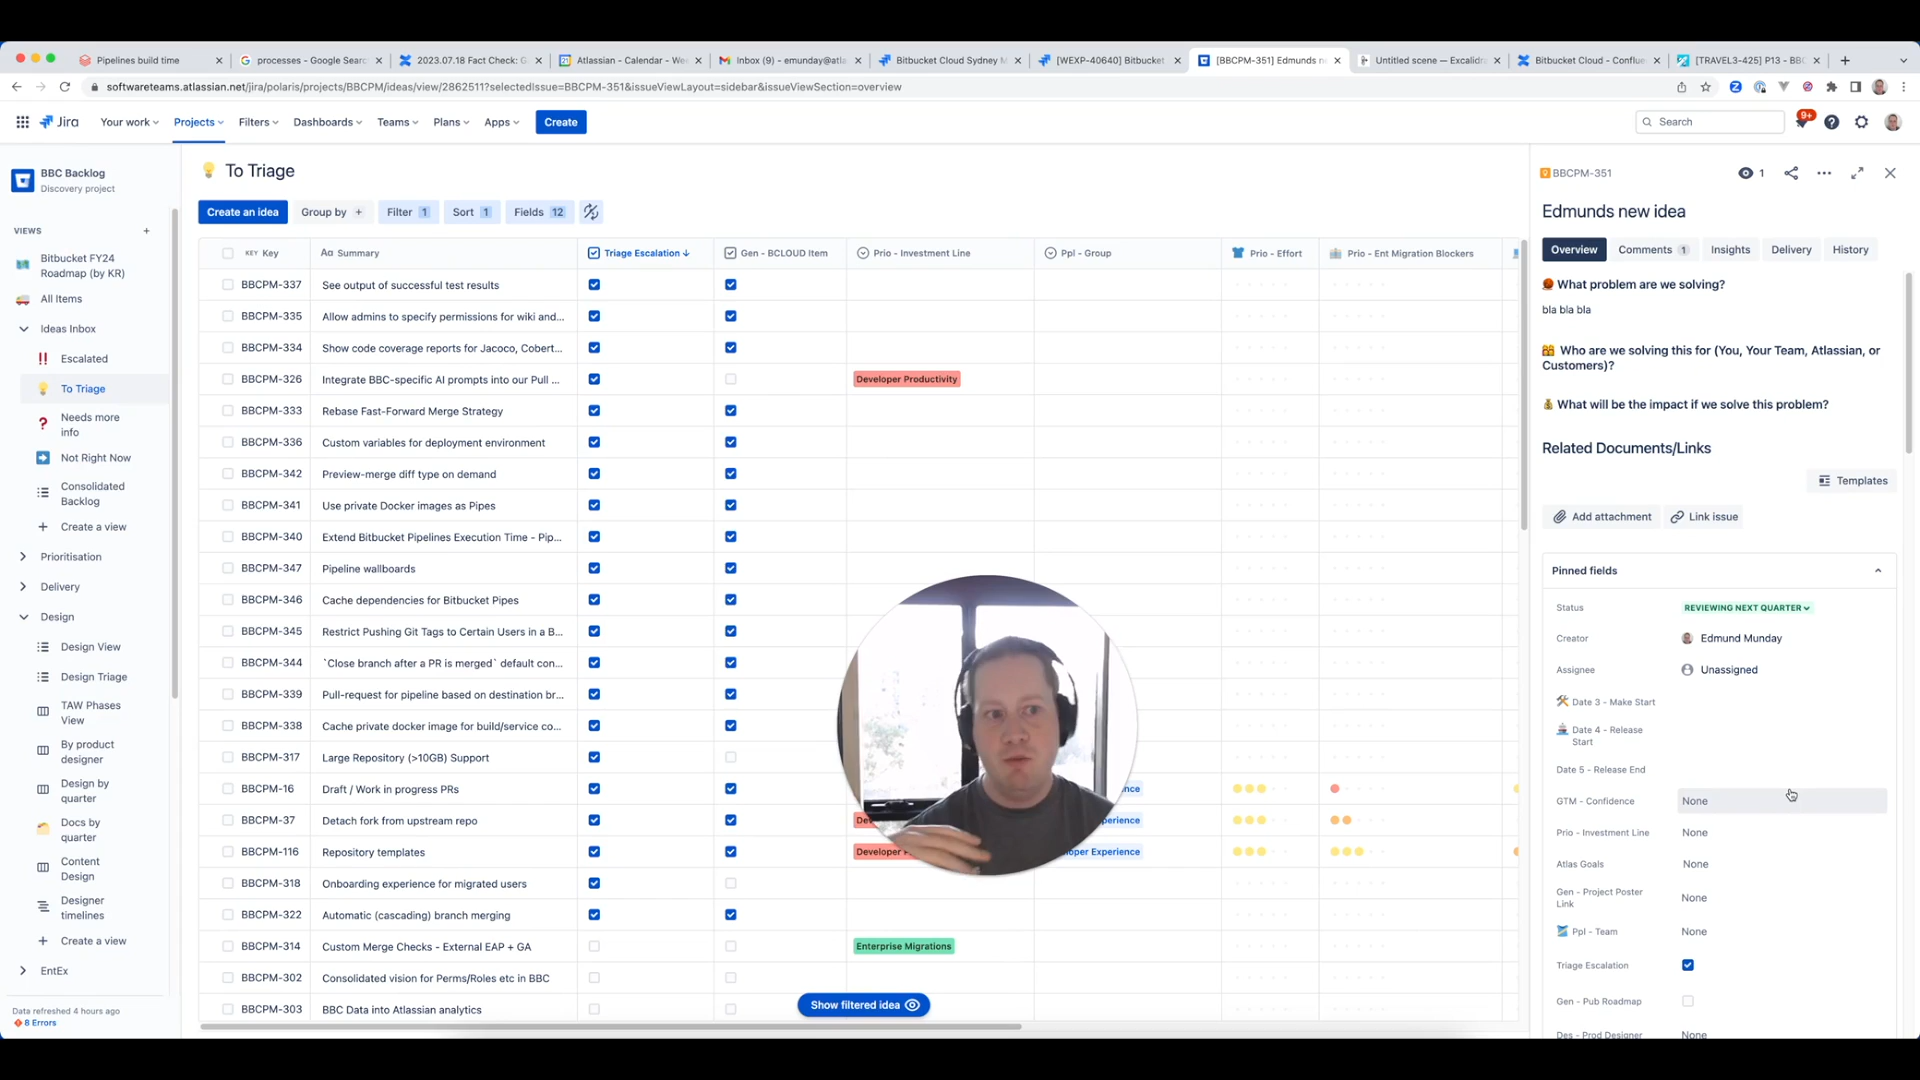 Pipelines build time
processes - Google Searc
2023.07.18 Fact Check: G
Atlassian - Calendar - We
Inbox (9) - emunday@atla
Bitbucket Cloud Sydney M
[WEXP-40640] Bitbucket
[BBCPM-351] Edmunds n
Untitled scene — Excalidra
Bitbucket Cloud - Conflue
[TRAVEL3-425] P13 - BBC
softwareteams.atlassian.net/jira/polaris/projects/BBCPM/ideas/view/2862511?selectedIssue=BBCPM-351&issueViewLayout=sidebar&issueViewSection=overview
Jira
Your work
Projects
Filters
Dashboards
Teams
Plans
Apps
Create
Search
9+
BBC Backlog
Discovery project
VIEWS
Bitbucket FY24
Roadmap (by KR)
All Items
Ideas Inbox
Escalated
To Triage
Needs more
info
Not Right Now
Consolidated
Backlog
Create a view
Prioritisation
Delivery
Design
Design View
Design Triage
TAW Phases
View
By product
designer
Design by
quarter
Docs by
quarter
Content
Design
Designer
timelines
Create a view
EntEx
Data refreshed 4 hours ago
8 Errors
To Triage
Create an idea
Group by +
Filter 1
Sort 1
Fields 12
KEY Key
Aa Summary
Triage Escalation ↓
Gen - BCLOUD Item
Prio - Investment Line
Ppl - Group
Prio - Effort
Prio - Ent Migration Blockers
BBCPM-337 See output of successful test results
BBCPM-335 Allow admins to specify permissions for wiki and...
BBCPM-334 Show code coverage reports for Jacoco, Cobert...
BBCPM-326 Integrate BBC-specific AI prompts into our Pull ... Developer Productivity
BBCPM-333 Rebase Fast-Forward Merge Strategy
BBCPM-336 Custom variables for deployment environment
BBCPM-342 Preview-merge diff type on demand
BBCPM-341 Use private Docker images as Pipes
BBCPM-340 Extend Bitbucket Pipelines Execution Time - Pip...
BBCPM-347 Pipeline wallboards
BBCPM-346 Cache dependencies for Bitbucket Pipes
BBCPM-345 Restrict Pushing Git Tags to Certain Users in a B...
BBCPM-344 `Close branch after a PR is merged` default con...
BBCPM-339 Pull-request for pipeline based on destination br...
BBCPM-338 Cache private docker image for build/service co...
BBCPM-317 Large Repository (>10GB) Support
BBCPM-16 Draft / Work in progress PRs ence
BBCPM-37 Detach fork from upstream repo De perience
BBCPM-116 Repository templates Developer P oper Experience
BBCPM-318 Onboarding experience for migrated users
BBCPM-322 Automatic (cascading) branch merging
BBCPM-314 Custom Merge Checks - External EAP + GA Enterprise Migrations
BBCPM-302 Consolidated vision for Perms/Roles etc in BBC
BBCPM-303 BBC Data into Atlassian analytics
Show filtered idea
BBCPM-351
1
Edmunds new idea
Overview
Comments 1
Insights
Delivery
History
What problem are we solving?
bla bla bla
Who are we solving this for (You, Your Team, Atlassian, or
Customers)?
What will be the impact if we solve this problem?
Related Documents/Links
Templates
Add attachment
Link issue
Pinned fields
Status REVIEWING NEXT QUARTER
Creator Edmund Munday
Assignee Unassigned
Date 3 - Make Start
Date 4 - Release
Start
Date 5 - Release End
GTM - Confidence None
Prio - Investment Line None
Atlas Goals None
Gen - Project Poster
Link
None
Ppl - Team None
Triage Escalation
Gen - Pub Roadmap
Des - Prod Designer None